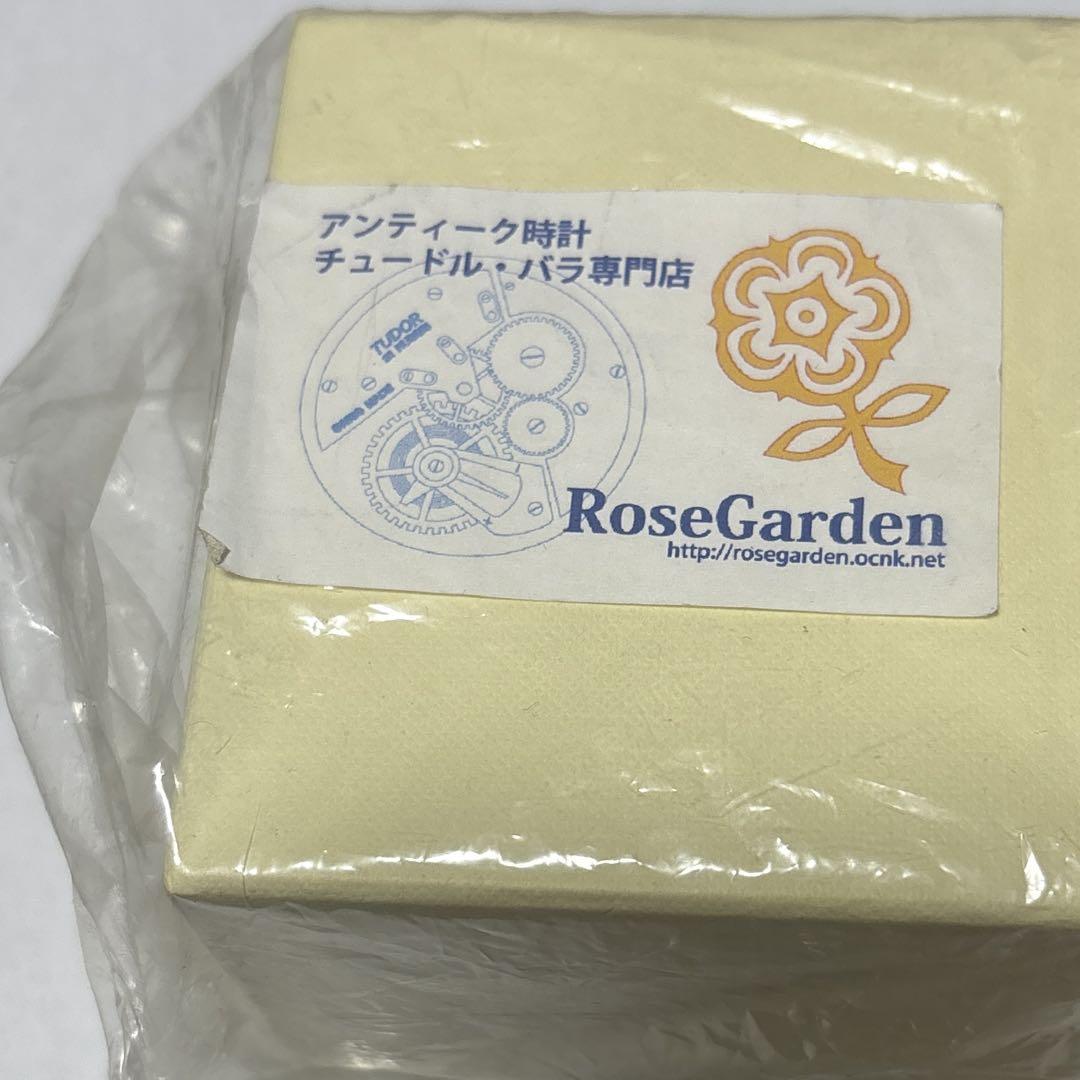 アンティーク時計
チュードル・バラ専門店
TUDOR
RoseGarden
http://rosegarden.ocnk.net